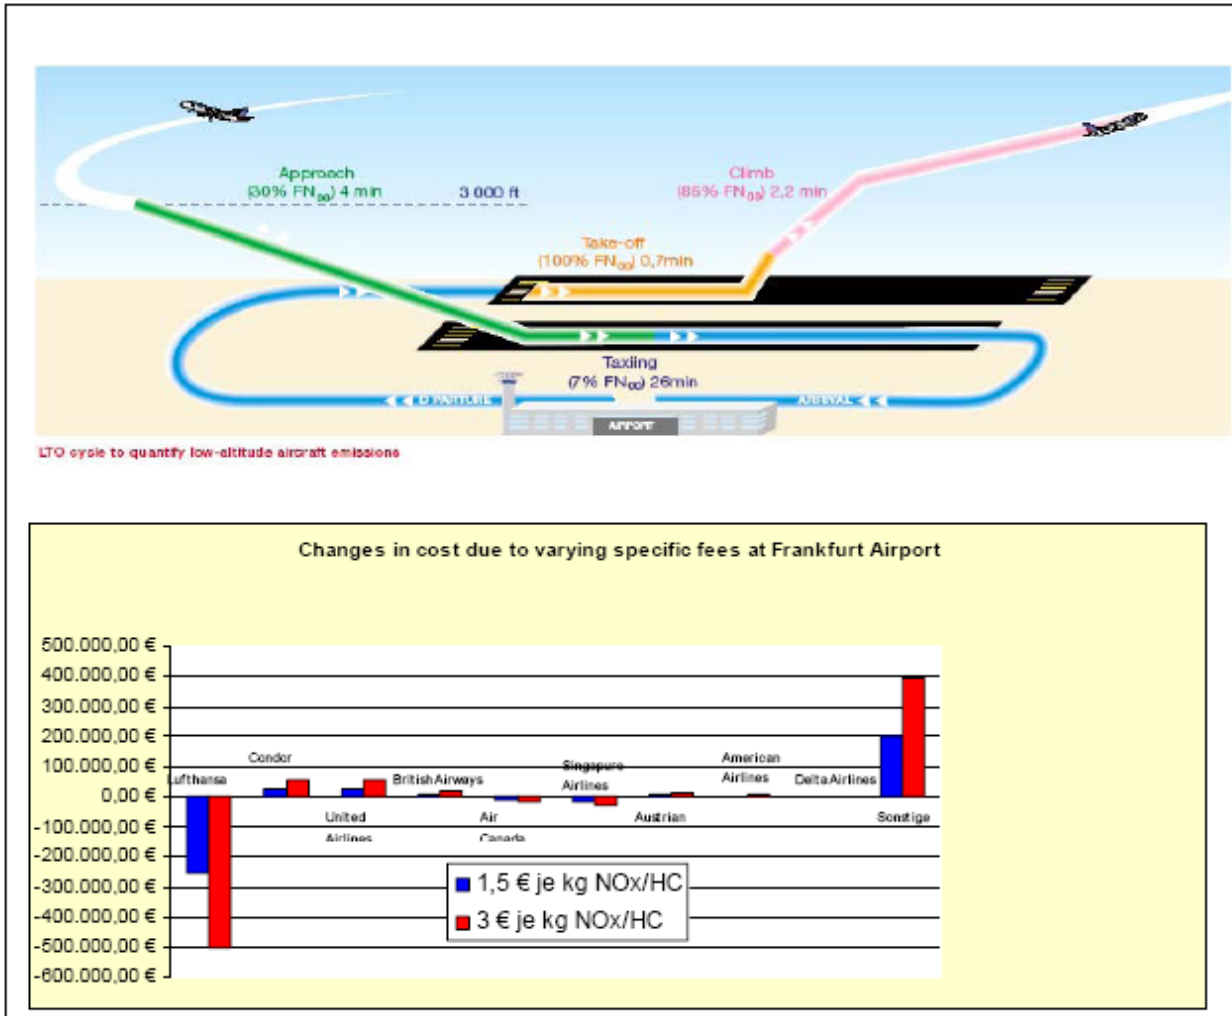 Approach
(30% FN₀₀) 4 min
3 000 ft
Climb
(85% FN₀₀) 2,2 min
Take-off
(100% FN₀₀) 0,7min
Taxiing
(7% FN₀₀) 26min
D PARTURE
ARRIVAL
AIRPORT
LTO cycle to quantify low-altitude aircraft emissions
Changes in cost due to varying specific fees at Frankfurt Airport
500.000,00 €
400.000,00 €
300.000,00 €
200.000,00 €
100.000,00 €
0,00 €
-100.000,00 €
-200.000,00 €
-300.000,00 €
-400.000,00 €
-500.000,00 €
-600.000,00 €
Lufthansa
Condor
United
Airlines
British Airways
Air
Canada
Singapure
Airlines
Austrian
American
Airlines
Delta Airlines
Sonstige
1,5 € je kg NOx/HC
3 € je kg NOx/HC